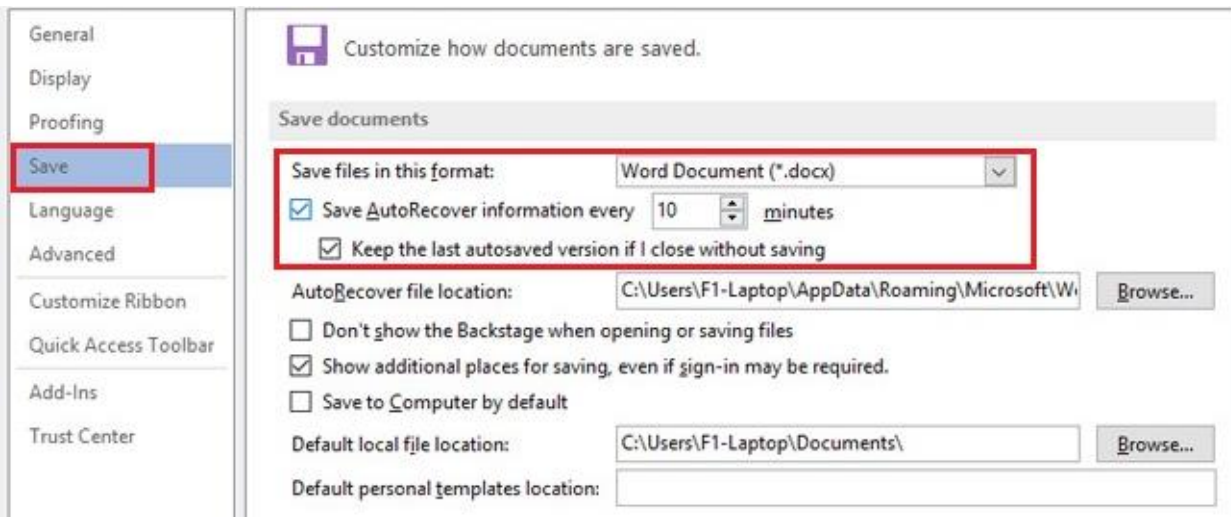 General
Display
Proofing
Save
Language
Advanced
Customize Ribbon
Quick Access Toolbar
Add-Ins
Trust Center
Customize how documents are saved.
Save documents
Save files in this format: Word Document (*.docx)
Save AutoRecover information every 10 minutes
Keep the last autosaved version if I close without saving
AutoRecover file location: C:\Users\F1-Laptop\AppData\Roaming\Microsoft\W Browse...
Don't show the Backstage when opening or saving files
Show additional places for saving, even if sign-in may be required.
Save to Computer by default
Default local file location: C:\Users\F1-Laptop\Documents\ Browse...
Default personal templates location: